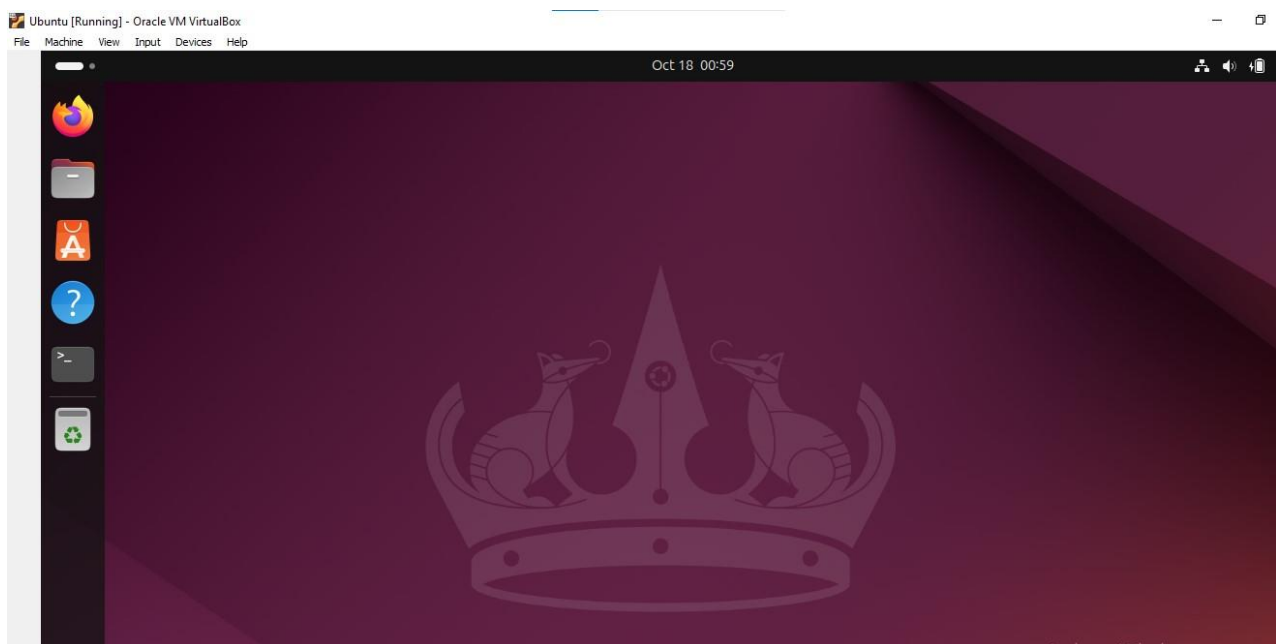 Ubuntu [Running] - Oracle VM VirtualBox
File Machine View Input Devices Help
Oct 18 00:59